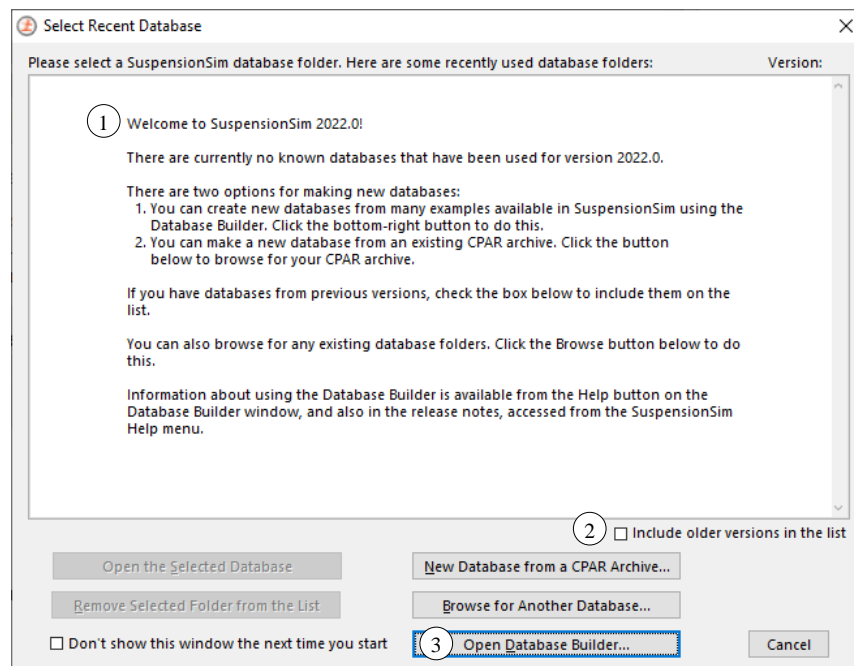 Select Recent Database
Please select a SuspensionSim database folder. Here are some recently used database folders: Version:
1 Welcome to SuspensionSim 2022.0!
There are currently no known databases that have been used for version 2022.0.
There are two options for making new databases:
1. You can create new databases from many examples available in SuspensionSim using the
Database Builder. Click the bottom-right button to do this.
2. You can make a new database from an existing CPAR archive. Click the button
below to browse for your CPAR archive.
If you have databases from previous versions, check the box below to include them on the
list.
You can also browse for any existing database folders. Click the Browse button below to do
this.
Information about using the Database Builder is available from the Help button on the
Database Builder window, and also in the release notes, accessed from the SuspensionSim
Help menu.
2 Include older versions in the list
Open the Selected Database New Database from a CPAR Archive...
Remove Selected Folder from the List Browse for Another Database...
Don't show this window the next time you start 3 Open Database Builder... Cancel